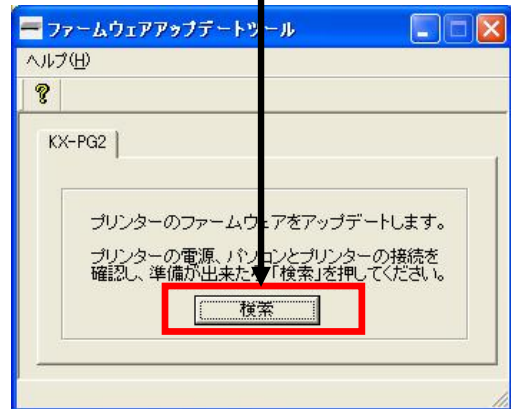 ファームウェアアップデートツール
ヘルプ(H)
KX-PG2
プリンターのファームウェアをアップデートします。
プリンターの電源、パソコンとプリンターの接続を
確認し、準備が出来た「検索」を押してください。
検索